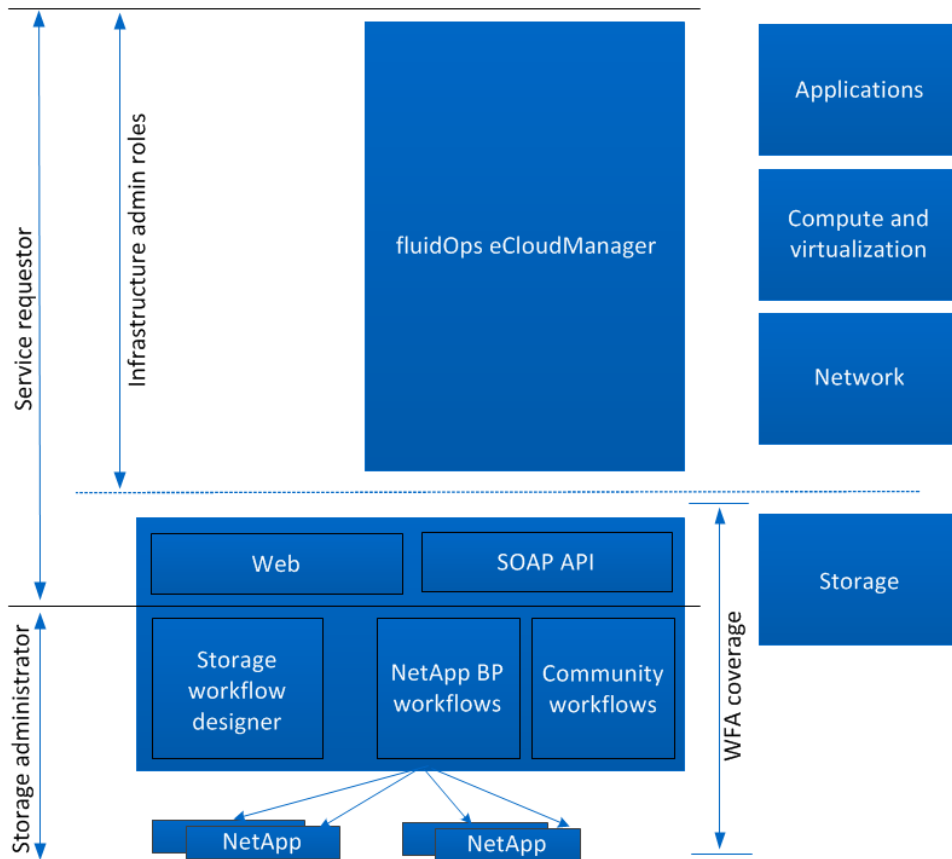 Service requestor
Infrastructure admin roles
fluidOps eCloudManager
Applications
Compute and
virtualization
Network
Web
SOAP API
Storage
Storage administrator
Storage
workflow
designer
NetApp BP
workflows
Community
workflows
WFA coverage
NetApp
NetApp